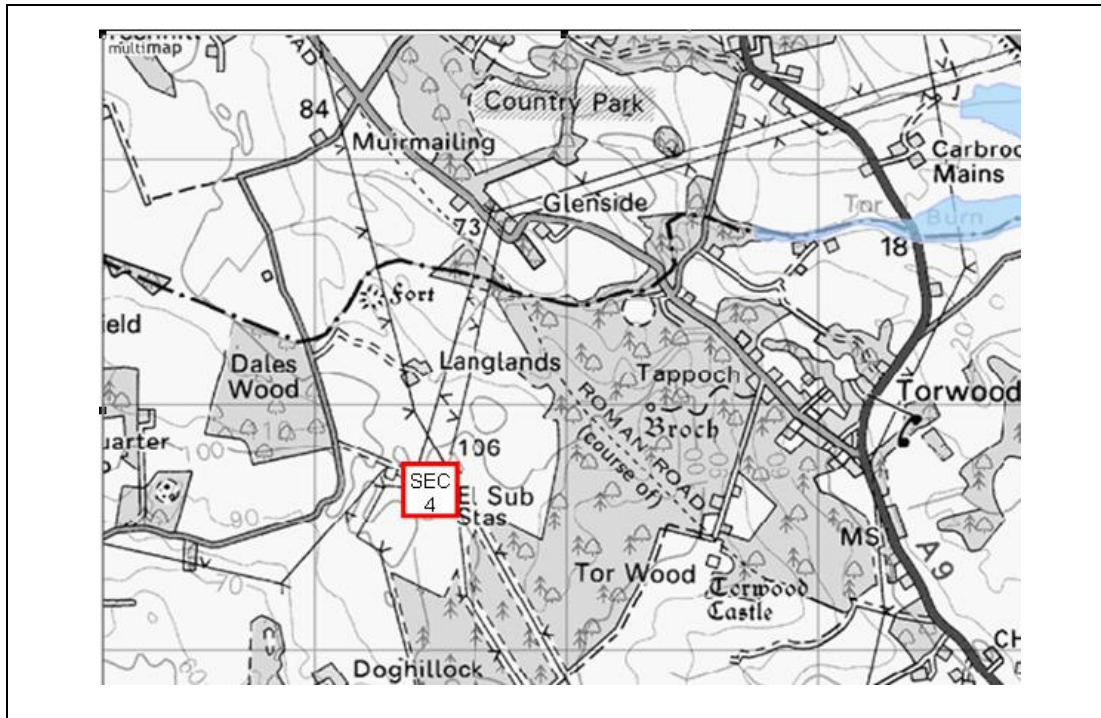 multimap
84
Country Park
Muirmailing
Carbroo
Mains
Glenside
73
Tor Burn
18
Fort
ield
Langlands
Dales
Wood
Tappoch
Broch
Torwood
ROMAN ROAD
(course of)
uarter
100
106
SEC
4
El Sub
Stas
90
MS
A 9
70
Tor Wood
Torwood
Castle
CH
Doghillock